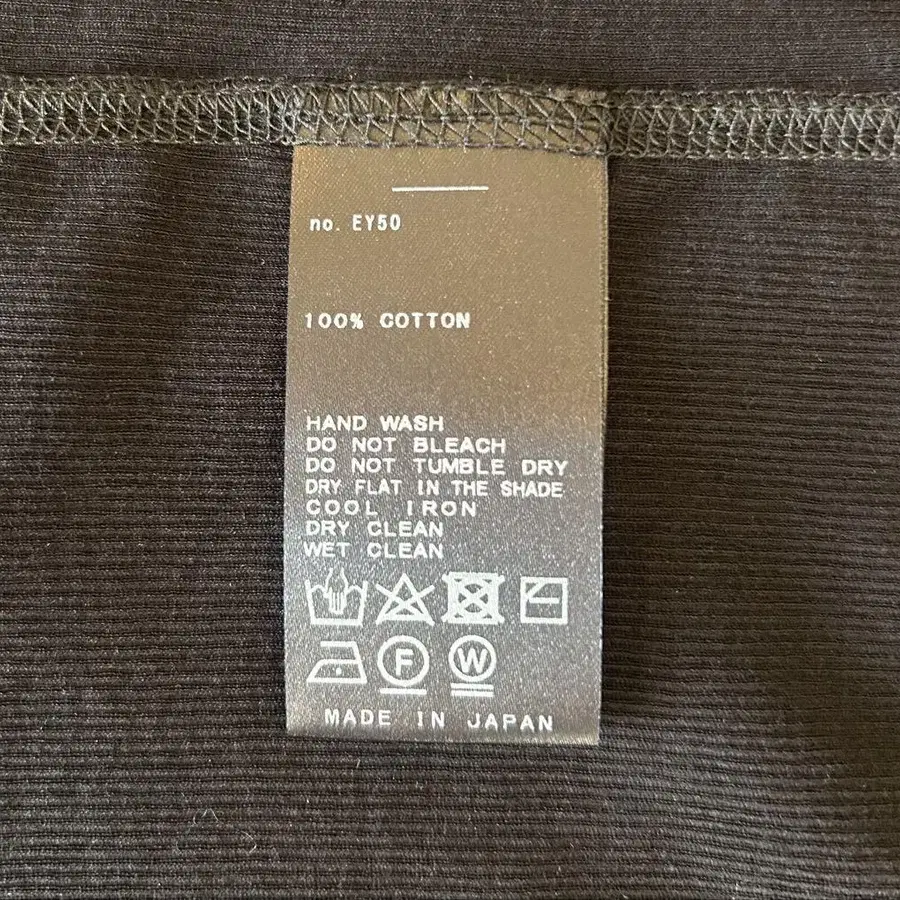 no. EY50
100% COTTON
HAND WASH
DO NOT BLEACH
DO NOT TUMBLE DRY
DRY FLAT IN THE SHADE
COOL IRON
DRY CLEAN
WET CLEAN
F W
MADE IN JAPAN